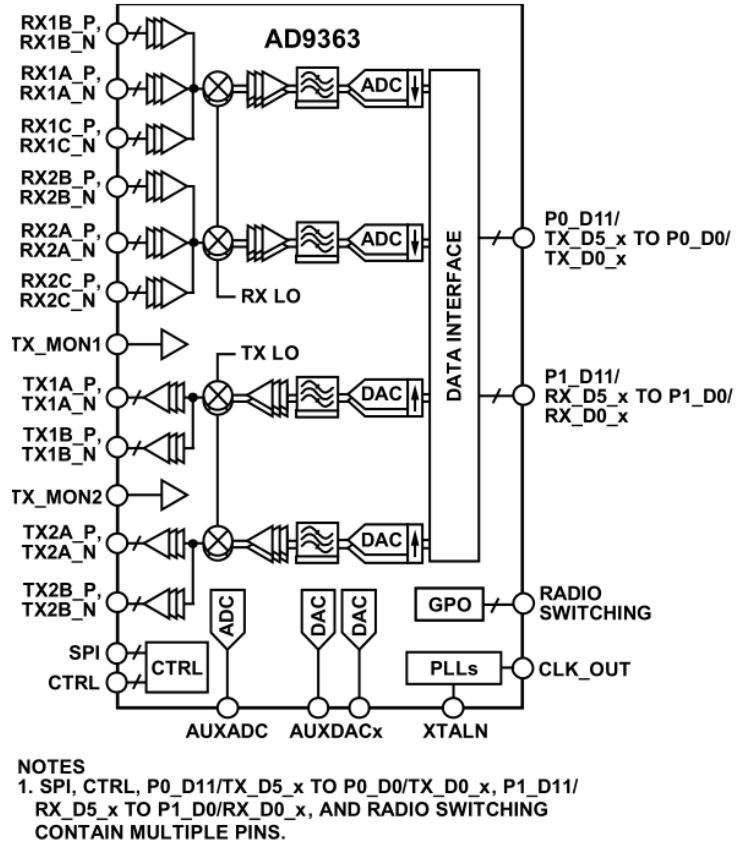 AD9363
RX1B_P,
RX1B_N
RX1A_P,
RX1A_N
RX1C_P,
RX1C_N
ADC
RX2B_P,
RX2B_N
RX2A_P,
RX2A_N
RX2C_P,
RX2C_N
ADC
RX LO
DATA INTERFACE
P0_D11/
TX_D5_x TO P0_D0/
TX_D0_x
TX_MON1
TX LO
TX1A_P,
TX1A_N
TX1B_P,
TX1B_N
DAC
P1_D11/
RX_D5_x TO P1_D0/
RX_D0_x
TX_MON2
TX2A_P,
TX2A_N
TX2B_P,
TX2B_N
DAC
ADC
DAC
DAC
GPO
RADIO
SWITCHING
SPI
CTRL
CTRL
PLLs
CLK_OUT
AUXADC
AUXDACx
XTALN
NOTES
1. SPI, CTRL, P0_D11/TX_D5_x TO P0_D0/TX_D0_x, P1_D11/
RX_D5_x TO P1_D0/RX_D0_x, AND RADIO SWITCHING
CONTAIN MULTIPLE PINS.